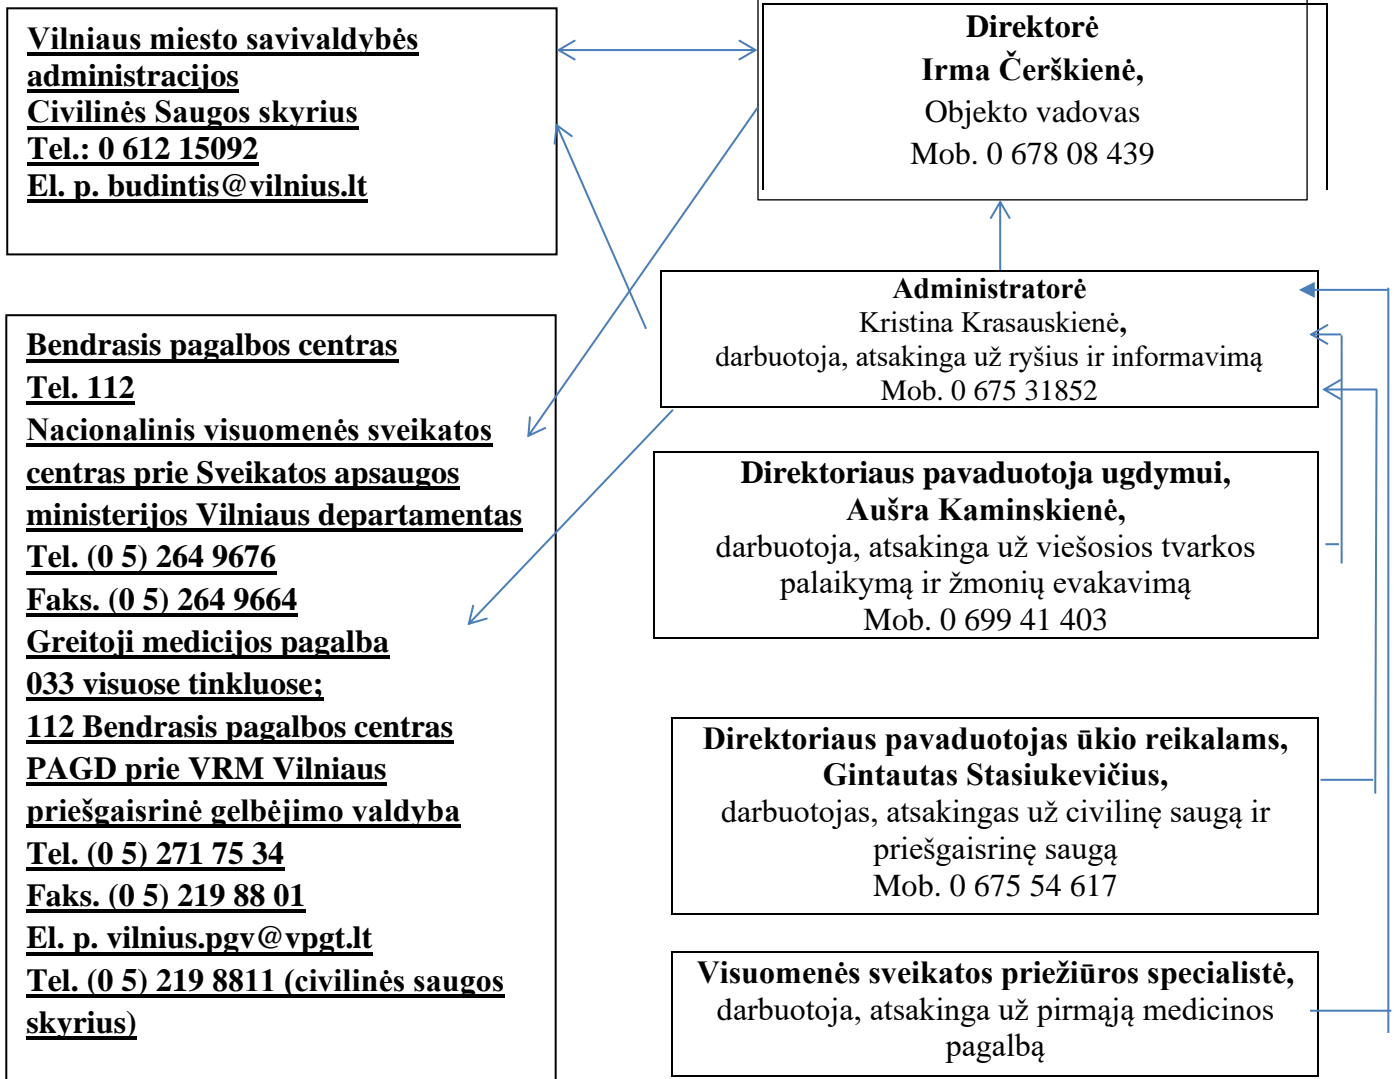 Vilniaus miesto savivaldybės
administracijos
Civilinės Saugos skyrius
Tel.: 0 612 15092
El. p. budintis@vilnius.lt
Direktorė
Irma Čerškienė,
Objekto vadovas
Mob. 0 678 08 439
Administratorė
Kristina Krasauskienė,
darbuotoja, atsakinga už ryšius ir informavimą
Mob. 0 675 31852
Bendrasis pagalbos centras
Tel. 112
Nacionalinis visuomenės sveikatos
centras prie Sveikatos apsaugos
ministerijos Vilniaus departamentas
Tel. (0 5) 264 9676
Faks. (0 5) 264 9664
Greitoji medicijos pagalba
033 visuose tinkluose;
112 Bendrasis pagalbos centras
PAGD prie VRM Vilniaus
priešgaisrinė gelbėjimo valdyba
Tel. (0 5) 271 75 34
Faks. (0 5) 219 88 01
El. p. vilnius.pgv@vpgt.lt
Tel. (0 5) 219 8811 (civilinės saugos
skyrius)
Direktoriaus pavaduotoja ugdymui,
Aušra Kaminskienė,
darbuotoja, atsakinga už viešosios tvarkos
palaikymą ir žmonių evakavimą
Mob. 0 699 41 403
Direktoriaus pavaduotojas ūkio reikalams,
Gintautas Stasiukevičius,
darbuotojas, atsakingas už civilinę saugą ir
priešgaisrinę saugą
Mob. 0 675 54 617
Visuomenės sveikatos priežiūros specialistė,
darbuotoja, atsakinga už pirmąją medicinos
pagalbą